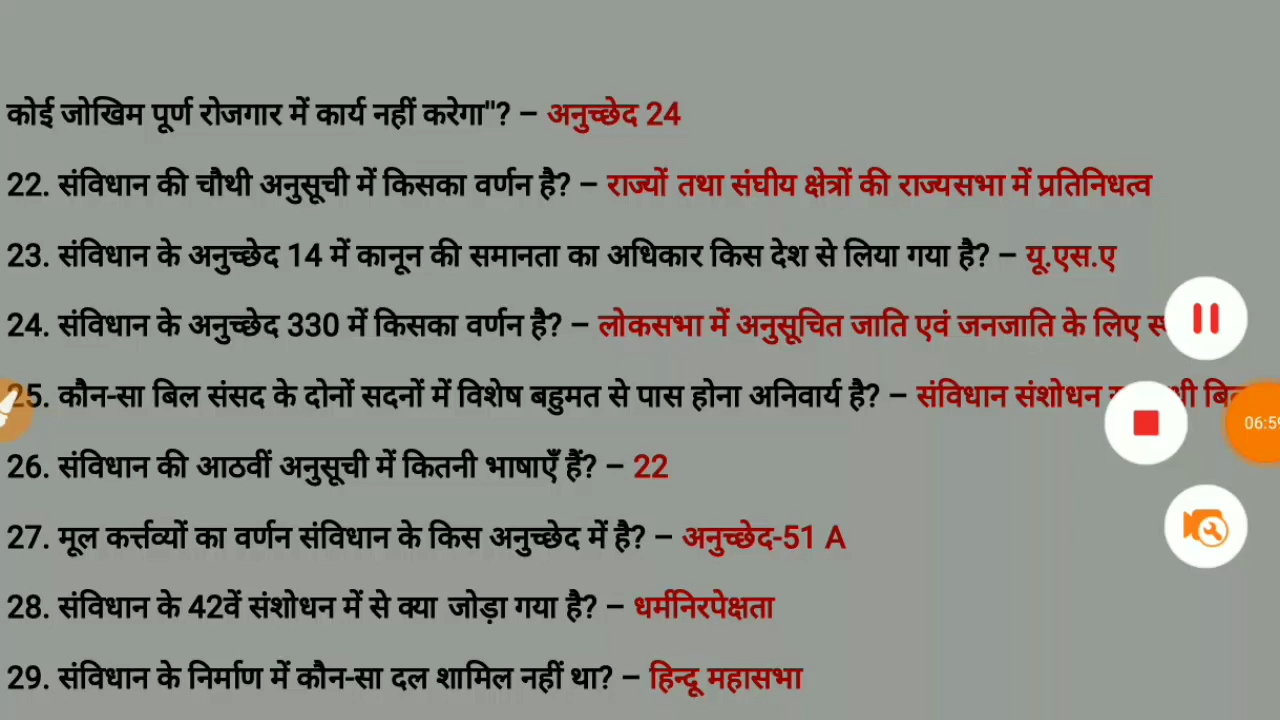 कोई जोखिम पूर्ण रोजगार में कार्य नहीं करेगा"? – अनुच्छेद 24
22. संविधान की चौथी अनुसूची में किसका वर्णन है? – राज्यों तथा संघीय क्षेत्रों की राज्यसभा में प्रतिनिधत्व
23. संविधान के अनुच्छेद 14 में कानून की समानता का अधिकार किस देश से लिया गया है? – यू.एस.ए
24. संविधान के अनुच्छेद 330 में किसका वर्णन है? – लोकसभा में अनुसूचित जाति एवं जनजाति के लिए
25. कौन-सा बिल संसद के दोनों सदनों में विशेष बहुमत से पास होना अनिवार्य है? – संविधान संशोधन
06:59
26. संविधान की आठवीं अनुसूची में कितनी भाषाएँ हैं? – 22
27. मूल कर्त्तव्यों का वर्णन संविधान के किस अनुच्छेद में है? – अनुच्छेद-51 A
28. संविधान के 42वें संशोधन में से क्या जोड़ा गया है? – धर्मनिरपेक्षता
29. संविधान के निर्माण में कौन-सा दल शामिल नहीं था? – हिन्दू महासभा